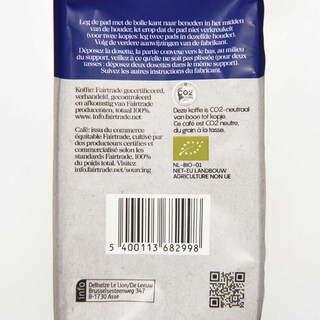 Leg de pad met de bolle kant naar beneden in het midden
van de houder, let erop dat de pad niet verkreukelt
(voor twee kopjes: leg twee pads in dezelfde houder)
Volg de verdere aanwijzingen van de fabrikant.
Déposez la dosette, la partie convexe vers le bas, au milieu
du support, veillez à ce qu'elle ne soit pas plissée (pour deux
tasses : déposez deux dosettes dans le même support)
Suivez les autres instructions du fabricant.
Koffie: Fairtrade gecertificeerd,
verhandeld, gecontroleerd
en afkomstig van Fairtrade
producenten, totaal 100%.
www.info.fairtrade.net
Café: issu du commerce
équitable Fairtrade, cultivé par
des producteurs certifiés et
commercialisé selon les
standards Fairtrade, 100%
du poids total. Visitez
info.fairtrade.net/sourcing
CO2
Deze koffie is CO2-neutraal
van boon tot kopje.
Ce café est CO2 neutre,
du grain à la tasse.
NL-BIO-01
NIET-EU LANDBOUW
AGRICULTURE NON UE
5 400113 682998
info
Delhaize Le Lion/De Leeuw
Brusselsesteenweg 347
B-1730 Asse